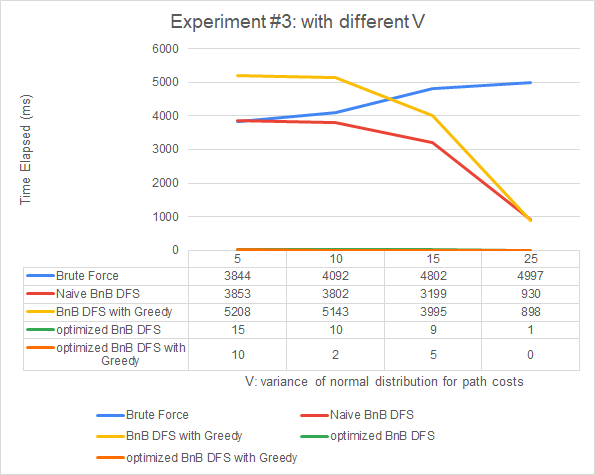 Experiment #3: with different V
6000
5000
4000
3000
2000
1000
0
Time Elapsed (ms)
5 10 15 25
Brute Force 3844 4092 4802 4997
Naive BnB DFS 3853 3802 3199 930
BnB DFS with Greedy 5208 5143 3995 898
optimized BnB DFS 15 10 9 1
optimized BnB DFS with
Greedy 10 2 5 0
V: variance of normal distribution for path costs
Brute Force Naive BnB DFS
BnB DFS with Greedy optimized BnB DFS
optimized BnB DFS with Greedy